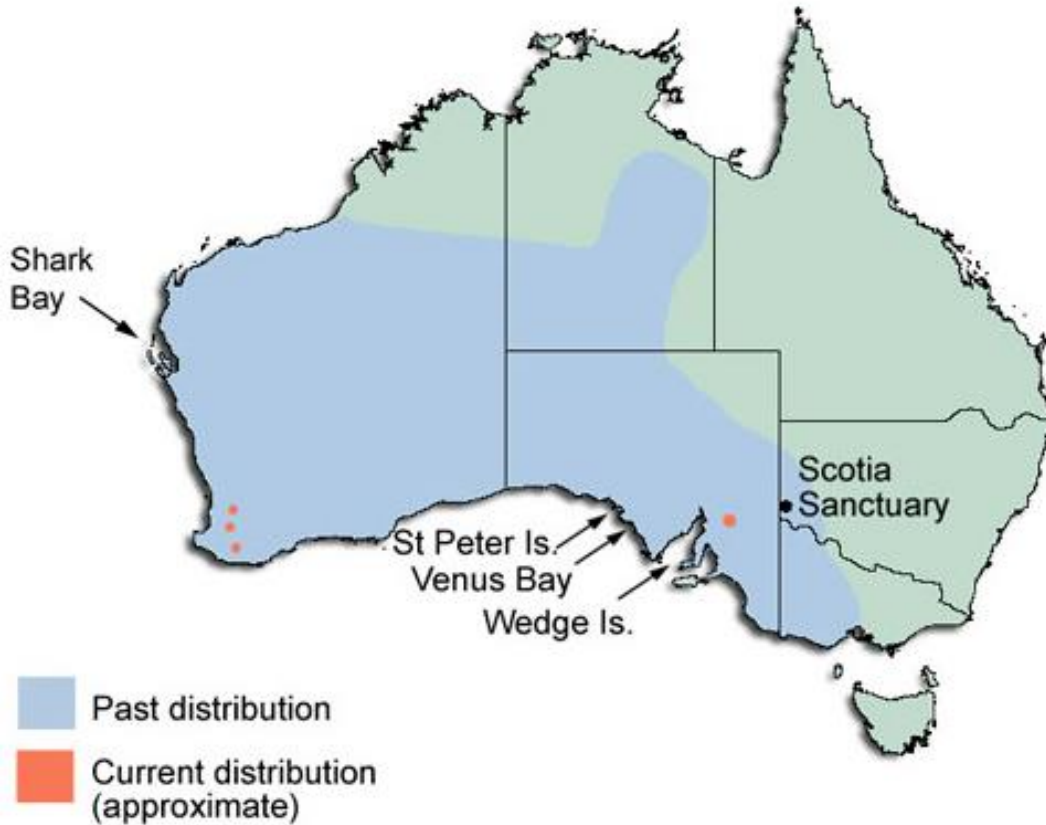 Shark
Bay
Scotia
Sanctuary
St Peter Is.
Venus Bay
Wedge Is.
Past distribution
Current distribution
(approximate)